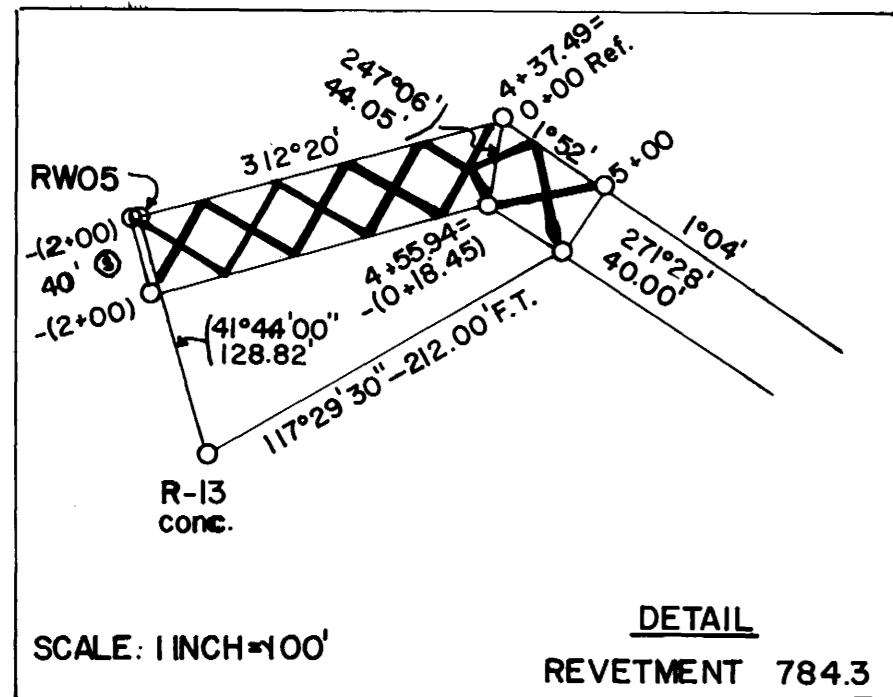 247°06'
44.05'
4+37.49=
0+00 Ref.
312°20'
1°52'
5+00
RW05
-(2+00)
40' Ⓢ
-(2+00)
4+55.94=
-(0+18.45)
1°04'
271°28'
40.00'
41°44'00"
128.82'
117°29'30"-212.00'F.T.
R-13
conc.
SCALE: 1 INCH=100'
DETAIL
REVETMENT 784.3